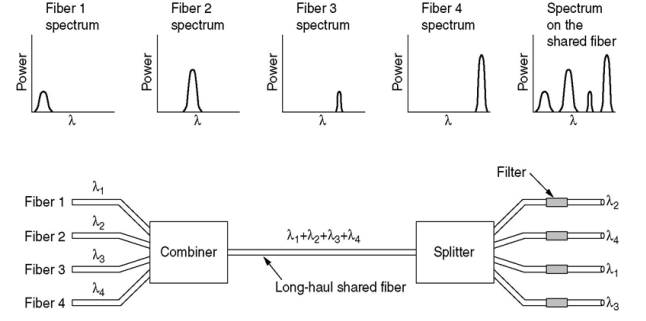 Fiber 1
spectrum
Fiber 2
spectrum
Fiber 3
spectrum
Fiber 4
spectrum
Spectrum
on the
shared fiber
Power
λ
Power
λ
Power
λ
Power
λ
Power
λ
Filter
Fiber 1
λ1
Fiber 2
λ2
Fiber 3
λ3
Fiber 4
λ4
Combiner
λ1+λ2+λ3+λ4
Long-haul shared fiber
Splitter
λ2
λ4
λ1
λ3